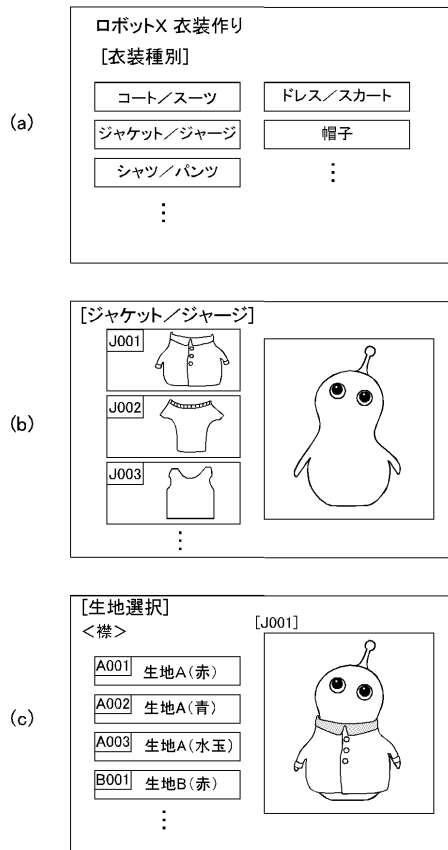 ロボットX 衣装作り
[衣装種別]
コート／スーツ
ドレス／スカート
(a)
ジャケット／ジャージ
帽子
シャツ／パンツ
[ジャケット／ジャージ]
J001
J002
(b)
J003
[生地選択]
<襟>
[J001]
A001 生地A(赤)
A002 生地A(青)
(c)
A003 生地A(水玉)
B001 生地B(赤)